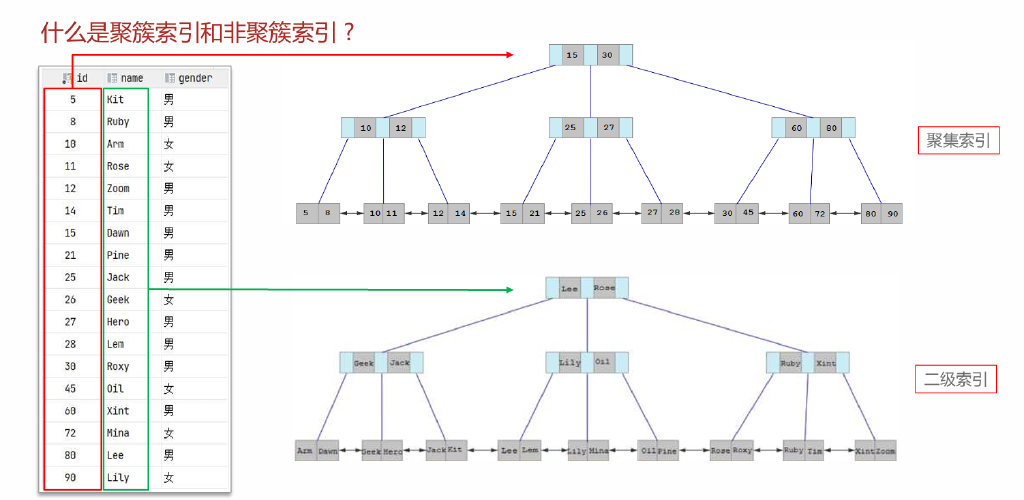 什么是聚簇索引和非聚簇索引？
id name gender
5 Kit 男
8 Ruby 男
10 Arm 女
11 Rose 女
12 Zoom 男
14 Tim 男
15 Dawn 男
21 Pine 男
25 Jack 男
26 Geek 女
27 Hero 男
28 Lem 男
30 Roxy 男
45 Oil 女
60 Xint 男
72 Mina 女
80 Lee 男
90 Lily 女
15 30
10 12 25 27 60 80
聚集索引
5 8 10 11 12 14 15 21 25 26 27 28 30 45 60 72 80 90
Lee Rose
Geek Jack Lily Oil Ruby Xint
二级索引
Arm Dawn Geek Hero Jack Kit Lee Lem Lily Mina Oil Pine Rose Roxy Ruby Tim Xint Zoom